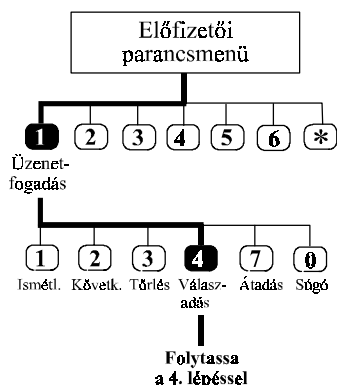 Előfizetői
parancsmenü
1 2 3 4 5 6 *
Üzenet-
fogadás
1 2 3 4 7 0
Ismétl. Követk. Törlés Válasz- Átadás Súgó
adás
Folytassa
a 4. lépéssel